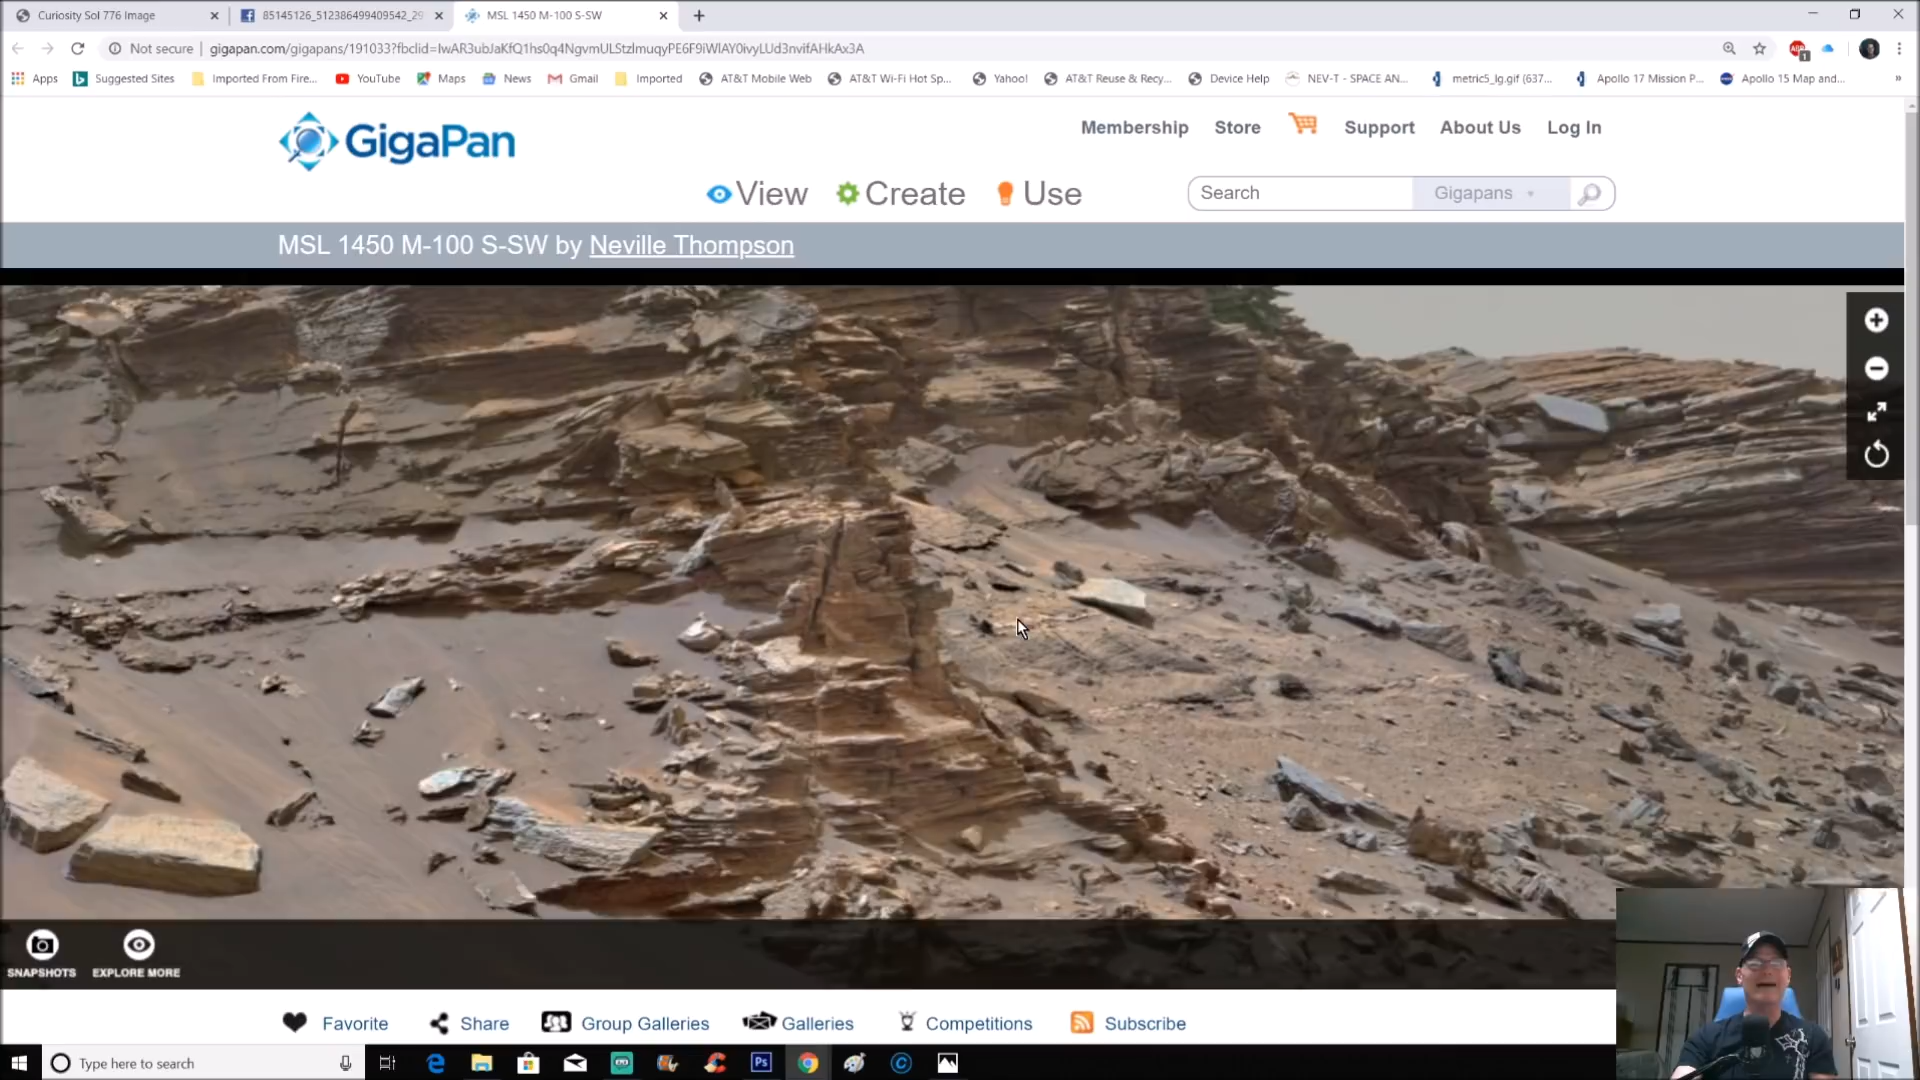 Curiosity Sol 776 Image
85145126_512386499409542_29
MSL 1450 M-100 S-SW
Not secure
gigapan.com/gigapans/191033?fbclid=IwAR3ubJaKfQ1hs0q4NgvmULStzlmuqyPE6F9iWlAY0ivyLUd3nvifAHkAx3A
Apps
Suggested Sites
Imported From Fire...
YouTube
Maps
News
Gmail
Imported
AT&T Mobile Web
AT&T Wi-Fi Hot Sp...
Yahoo!
AT&T Reuse & Recy...
Device Help
NEV-T - SPACE AN...
metric5_lg.gif (637...
Apollo 17 Mission P...
Apollo 15 Map and...
»
GigaPan
Membership
Store
Support
About Us
Log In
View
Create
Use
Search
Gigapans
MSL 1450 M-100 S-SW by Neville Thompson
SNAPSHOTS
EXPLORE MORE
Favorite
Share
Group Galleries
Galleries
Competitions
Subscribe
Type here to search
Ps